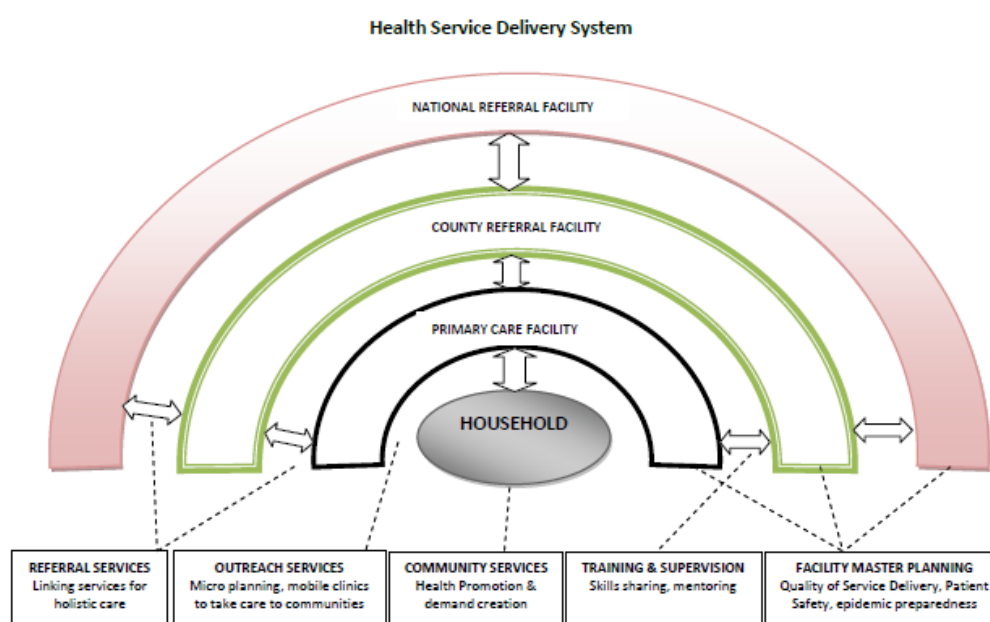 Health Service Delivery System
NATIONAL REFERRAL FACILITY
COUNTY REFERRAL FACILITY
PRIMARY CARE FACILITY
HOUSEHOLD
REFERRAL SERVICES
Linking services for
holistic care
OUTREACH SERVICES
Micro planning, mobile clinics
to take care to communities
COMMUNITY SERVICES
Health Promotion &
demand creation
TRAINING & SUPERVISION
Skills sharing, mentoring
FACILITY MASTER PLANNING
Quality of Service Delivery, Patient
Safety, epidemic preparedness